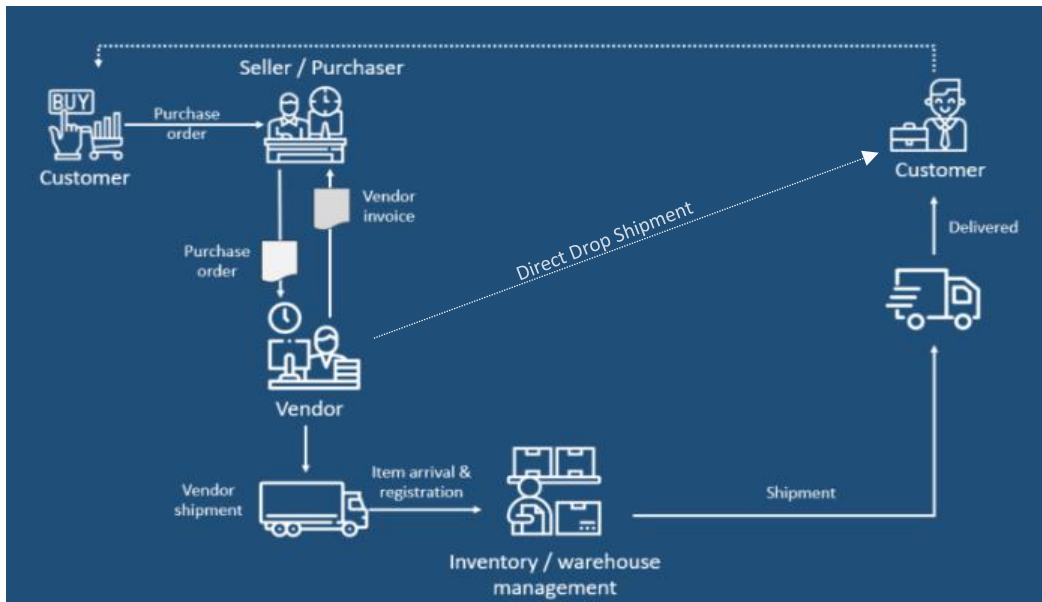 Seller / Purchaser
BUY
Purchase
order
Customer
Vendor
invoice
Purchase
order
Direct Drop Shipment
Customer
Delivered
Vendor
Vendor
shipment
Item arrival &
registration
Shipment
Inventory / warehouse
management